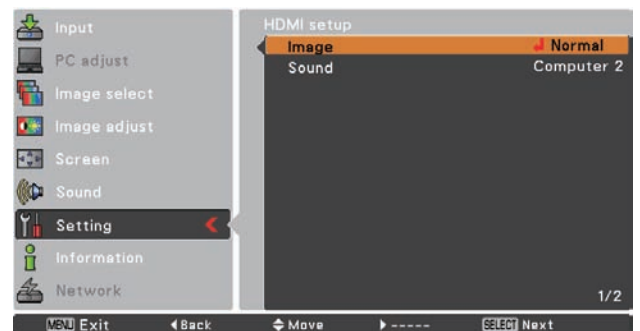 Input
PC adjust
Image select
Image adjust
Screen
Sound
Setting
Information
Network
HDMI setup
Image Normal
Sound Computer 2
1/2
MENU Exit Back Move ----- SELECT Next